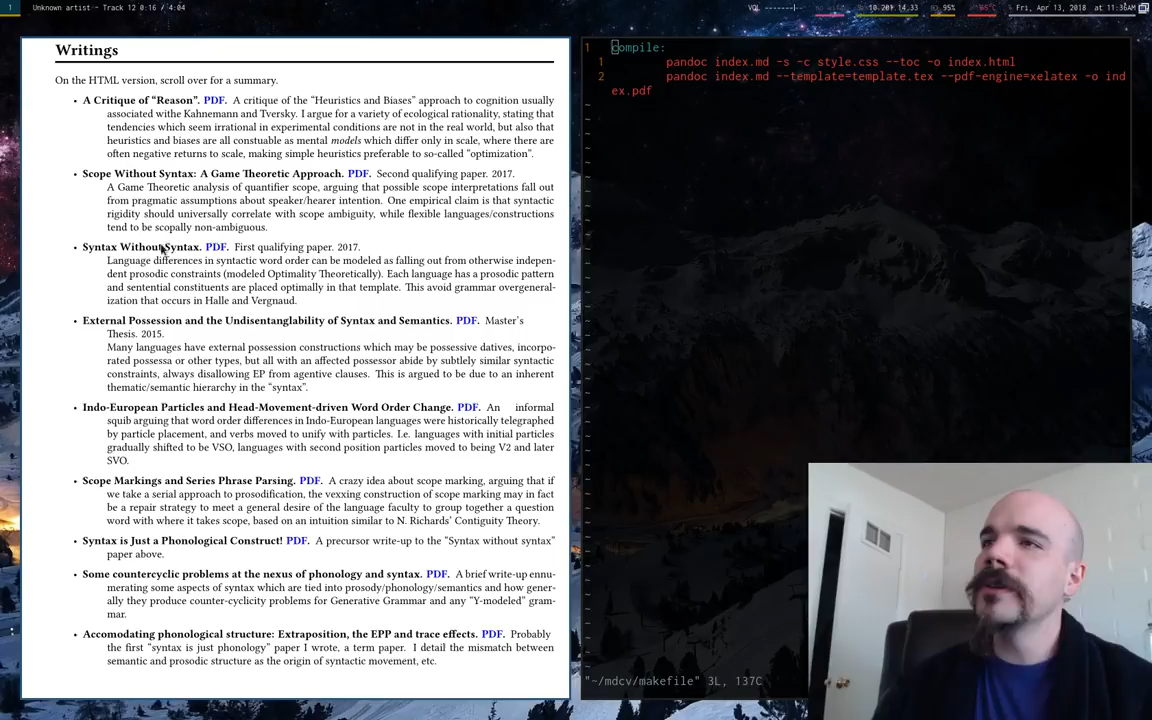 1
Unknown artist - Track 12 0:16 / 4:04
VOL
10.201.14.33
95%
Fri, Apr 13, 2018 at 11:36AM
Writings
On the HTML version, scroll over for a summary.
• A Critique of “Reason”. PDF. A critique of the “Heuristics and Biases” approach to cognition usually
associated withe Kahnemann and Tversky. I argue for a variety of ecological rationality, stating that
tendencies which seem irrational in experimental conditions are not in the real world, but also that
heuristics and biases are all constuable as mental models which differ only in scale, where there are
often negative returns to scale, making simple heuristics preferable to so-called “optimization”.
• Scope Without Syntax: A Game Theoretic Approach. PDF. Second qualifying paper. 2017.
A Game Theoretic analysis of quantifier scope, arguing that possible scope interpretations fall out
from pragmatic assumptions about speaker/hearer intention. One empirical claim is that syntactic
rigidity should universally correlate with scope ambiguity, while flexible languages/constructions
tend to be scopally non-ambiguous.
• Syntax Without Syntax. PDF. First qualifying paper. 2017.
Language differences in syntactic word order can be modeled as falling out from otherwise indepen-
dent prosodic constraints (modeled Optimality Theoretically). Each language has a prosodic pattern
and sentential constituents are placed optimally in that template. This avoid grammar overgeneral-
ization that occurs in Halle and Vergnaud.
• External Possession and the Undisentanglability of Syntax and Semantics. PDF. Master’s
Thesis. 2015.
Many languages have external possession constructions which may be possessive datives, incorpo-
rated possessa or other types, but all with an affected possessor abide by subtlely similar syntactic
constraints, always disallowing EP from agentive clauses. This is argued to be due to an inherent
thematic/semantic hierarchy in the “syntax”.
• Indo-European Particles and Head-Movement-driven Word Order Change. PDF. An informal
squib arguing that word order differences in Indo-European languages were historically telegraphed
by particle placement, and verbs moved to unify with particles. I.e. languages with initial particles
gradually shifted to be VSO, languages with second position particles moved to being V2 and later
SVO.
• Scope Markings and Series Phrase Parsing. PDF. A crazy idea about scope marking, arguing that if
we take a serial approach to prosodification, the vexxing construction of scope marking may in fact
be a repair strategy to meet a general desire of the language faculty to group together a question
word with where it takes scope, based on an intuition similar to N. Richards’ Contiguity Theory.
• Syntax is Just a Phonological Construct! PDF. A precursor write-up to the “Syntax without syntax”
paper above.
• Some countercyclic problems at the nexus of phonology and syntax. PDF. A brief write-up ennu-
merating some aspects of syntax which are tied into prosody/phonology/semantics and how gener-
ally they produce counter-cyclicity problems for Generative Grammar and any “Y-modeled” gram-
mar.
• Accomodating phonological structure: Extraposition, the EPP and trace effects. PDF. Probably
the first “syntax is just phonology” paper I wrote, a term paper. I detail the mismatch between
semantic and prosodic structure as the origin of syntactic movement, etc.
1 compile:
1 pandoc index.md -s -c style.css --toc -o index.html
2 pandoc index.md --template=template.tex --pdf-engine=xelatex -o ind
ex.pdf
"~/mdcv/makefile" 3L, 137C